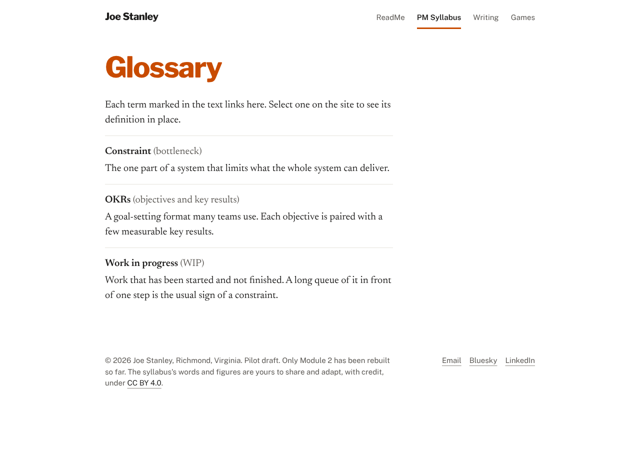 Joe Stanley
ReadMe PM Syllabus Writing Games
Glossary
Each term marked in the text links here. Select one on the site to see its
definition in place.
Constraint (bottleneck)
The one part of a system that limits what the whole system can deliver.
OKRs (objectives and key results)
A goal-setting format many teams use. Each objective is paired with a
few measurable key results.
Work in progress (WIP)
Work that has been started and not finished. A long queue of it in front
of one step is the usual sign of a constraint.
© 2026 Joe Stanley, Richmond, Virginia. Pilot draft. Only Module 2 has been rebuilt
so far. The syllabus's words and figures are yours to share and adapt, with credit,
under CC BY 4.0.
Email Bluesky LinkedIn